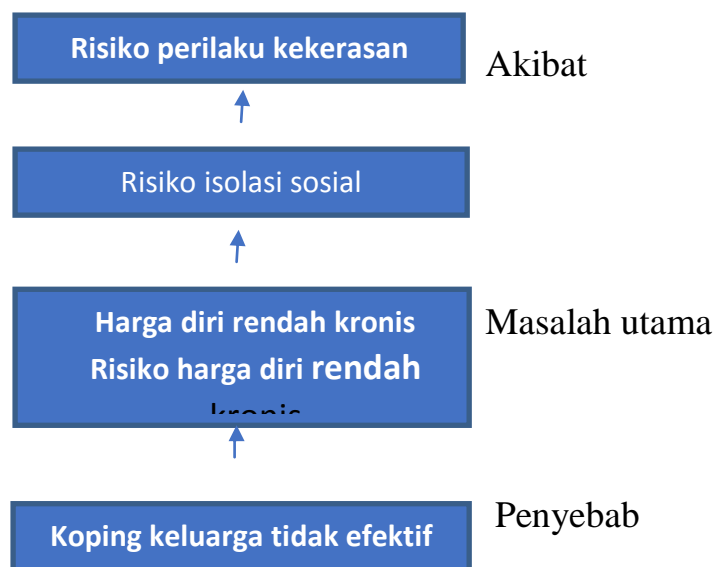 Risiko perilaku kekerasan
Akibat
Risiko isolasi sosial
Harga diri rendah kronis
Masalah utama
Risiko harga diri rendah
kronis
Koping keluarga tidak efektif
Penyebab